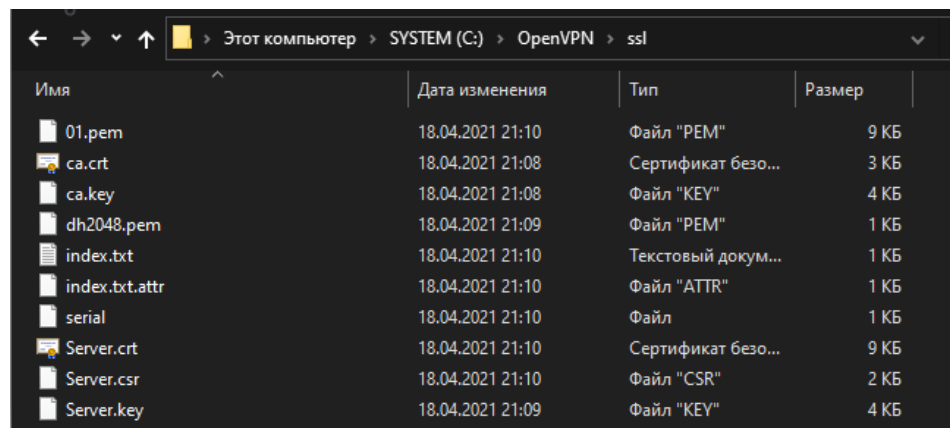 Этот компьютер > SYSTEM (C:) > OpenVPN > ssl
Имя Дата изменения Тип Размер
01.pem 18.04.2021 21:10 Файл "PEM" 9 КБ
ca.crt 18.04.2021 21:08 Сертификат безо... 3 КБ
ca.key 18.04.2021 21:08 Файл "KEY" 4 КБ
dh2048.pem 18.04.2021 21:09 Файл "PEM" 1 КБ
index.txt 18.04.2021 21:10 Текстовый докум... 1 КБ
index.txt.attr 18.04.2021 21:10 Файл "ATTR" 1 КБ
serial 18.04.2021 21:10 Файл 1 КБ
Server.crt 18.04.2021 21:10 Сертификат безо... 9 КБ
Server.csr 18.04.2021 21:10 Файл "CSR" 2 КБ
Server.key 18.04.2021 21:09 Файл "KEY" 4 КБ